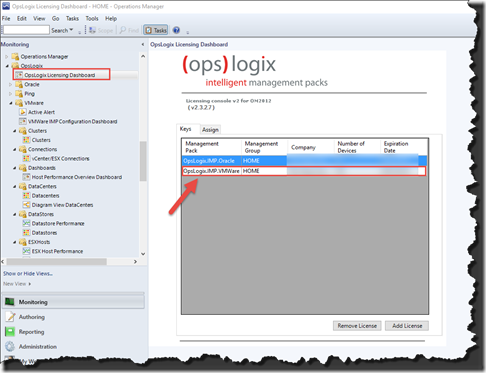 OpsLogix Licensing Dashboard - HOME - Operations Manager
File Edit View Go Tasks Tools Help
Search Scope Find Tasks
Monitoring
Operations Manager
OpsLogix
OpsLogix Licensing Dashboard
Oracle
Ping
VMware
Active Alert
VMWare IMP Configuration Dashboard
Clusters
Clusters
Connections
vCenter/ESX Connections
Dashboards
Host Performance Overview Dashboard
DataCenters
Datacenters
Diagram View DataCenters
DataStores
Datastore Performance
Datastores
ESXHosts
ESX Host Performance
Show or Hide Views...
New View
Monitoring
Authoring
Reporting
Administration
OpsLogix Licensing Dashboard
(ops)logix
intelligent management packs
Licensing console v2 for OM2012
(v2.3.27)
Keys Assign
Management Pack Management Group Company Number of Devices Expiration Date
OpsLogix.IMP.Oracle HOME
OpsLogix.IMP.VMWare HOME
Remove License Add License